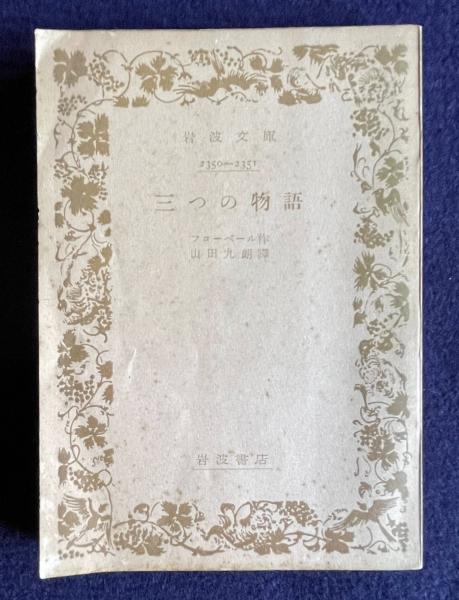 岩波文庫
2350—2351
三つの物語
フローベール作
山田九朗譯
岩波書店